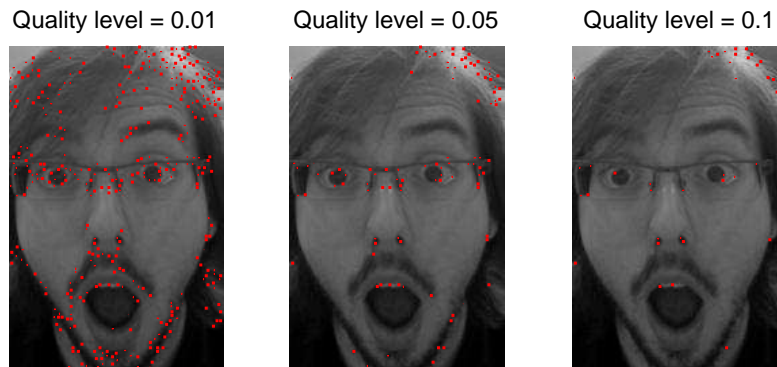 Quality level = 0.01
Quality level = 0.05
Quality level = 0.1